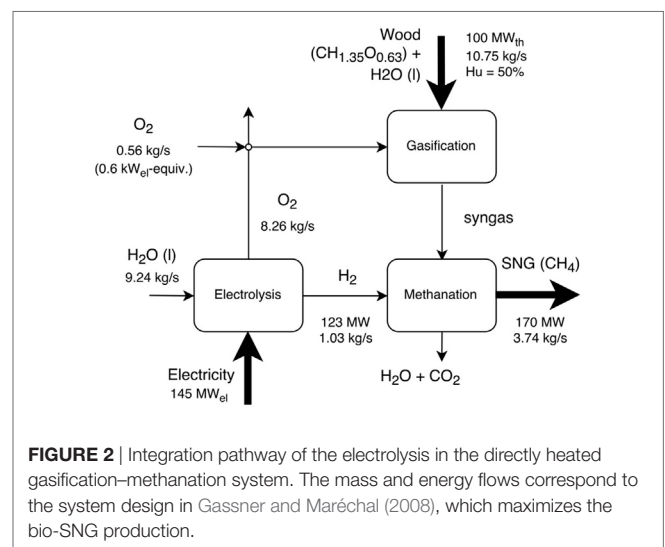 Wood
(CH1.35O0.63) +
H2O (l)
100 MWth
10.75 kg/s
Hu = 50%
O2
0.56 kg/s
(0.6 kWel-equiv.)
Gasification
O2
8.26 kg/s
syngas
H2O (l)
9.24 kg/s
Electrolysis
H2
123 MW
1.03 kg/s
Methanation
SNG (CH4)
170 MW
3.74 kg/s
Electricity
145 MWel
H2O + CO2
FIGURE 2 | Integration pathway of the electrolysis in the directly heated
gasification–methanation system. The mass and energy flows correspond to
the system design in Gassner and Maréchal (2008), which maximizes the
bio-SNG production.